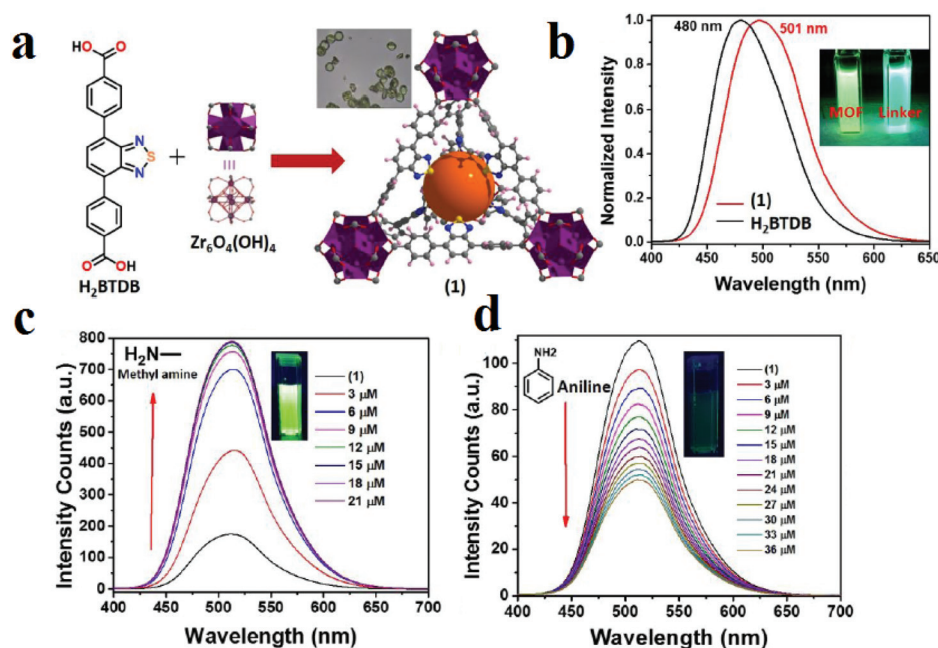 a
HO
O
N
S
N
O
OH
H₂BTDB
+
III
Zr₆O₄(OH)₄
(1)
b
480 nm
501 nm
MOF
Linker
(1)
H₂BTDB
Normalized Intensity
1.0
0.8
0.6
0.4
0.2
0.0
400 450 500 550 600 650
Wavelength (nm)
c
H₂N
Methyl amine
(1)
3 μM
6 μM
9 μM
12 μM
15 μM
18 μM
21 μM
Intensity Counts (a.u.)
800
700
600
500
400
300
200
100
0
400 450 500 550 600 650 700
Wavelength (nm)
d
NH2
Aniline
(1)
3 μM
6 μM
9 μM
12 μM
15 μM
18 μM
21 μM
24 μM
27 μM
30 μM
33 μM
36 μM
Intensity Counts (a.u.)
100
80
60
40
20
0
400 450 500 550 600 650 700
Wavelength (nm)